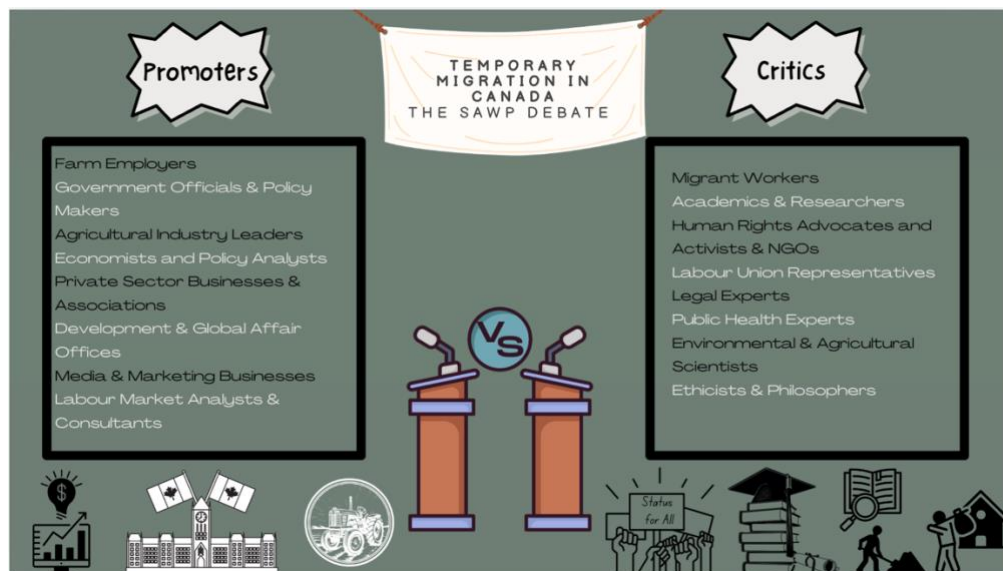 Promoters
TEMPORARY
MIGRATION IN
CANADA
THE SAWP DEBATE
Critics
Farm Employers
Government Officials & Policy
Makers
Agricultural Industry Leaders
Economists and Policy Analysts
Private Sector Businesses &
Associations
Development & Global Affair
Offices
Media & Marketing Businesses
Labour Market Analysts &
Consultants
VS
Migrant Workers
Academics & Researchers
Human Rights Advocates and
Activists & NGOs
Labour Union Representatives
Legal Experts
Public Health Experts
Environmental & Agricultural
Scientists
Ethicists & Philosophers
$
Status
for All